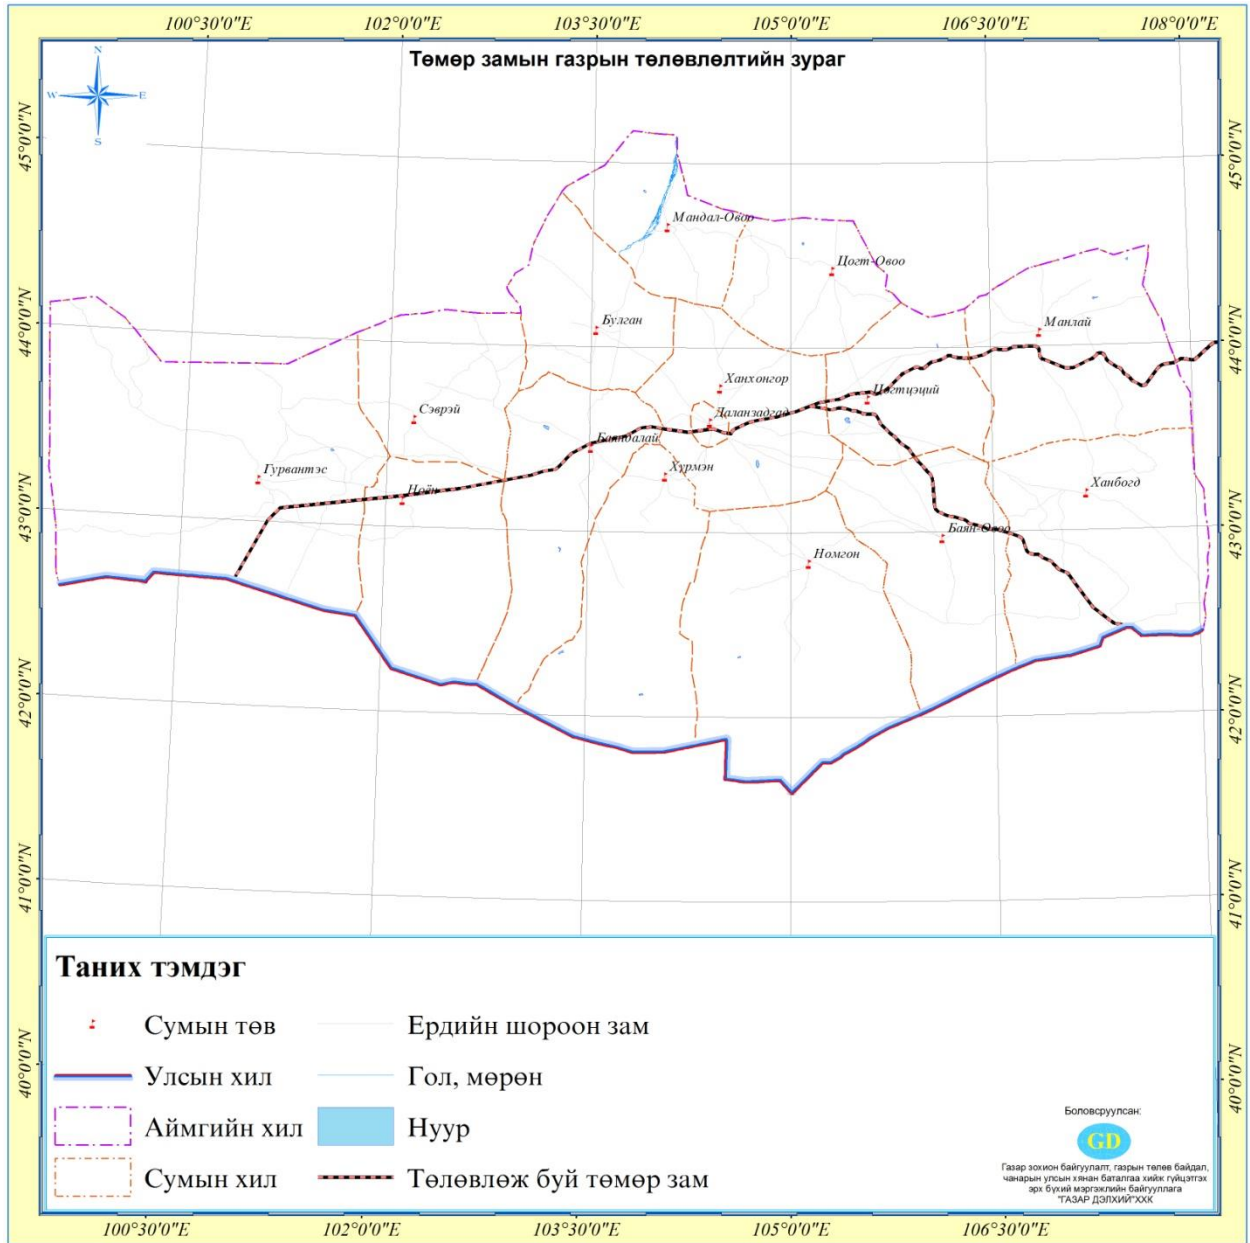 100°30'0"E 102°0'0"E 103°30'0"E 105°0'0"E 106°30'0"E 108°0'0"E
Төмөр замын газрын төлөвлөлтийн зураг
N
W E
S
45°0'0"N 45°0'0"N
Мандал-Овоо
Цогт-Овоо
44°0'0"N 44°0'0"N
Булган
Манлай
Ханхонгор
Цогтцэций
Сэврэй
Даланзадгад
Баяндалай
Гурвантэс
Хүрмэн
Ноён
Ханбогд
43°0'0"N 43°0'0"N
Баян-Овоо
Номгон
42°0'0"N 42°0'0"N
41°0'0"N 41°0'0"N
Таних тэмдэг
Сумын төв
Ердийн шороон зам
Улсын хил
Гол, мөрөн
40°0'0"N 40°0'0"N
Аймгийн хил
Нуур
Сумын хил
Төлөвлөж буй төмөр зам
Боловсруулсан:
GD
Газар зохион байгуулалт, газрын төлөв байдал,
чанарын улсын хянан баталгаа хийж гүйцэтгэх
эрх бүхий мэргэжлийн байгууллага
"ГАЗАР ДЭЛХИЙ"ХХК
100°30'0"E 102°0'0"E 103°30'0"E 105°0'0"E 106°30'0"E